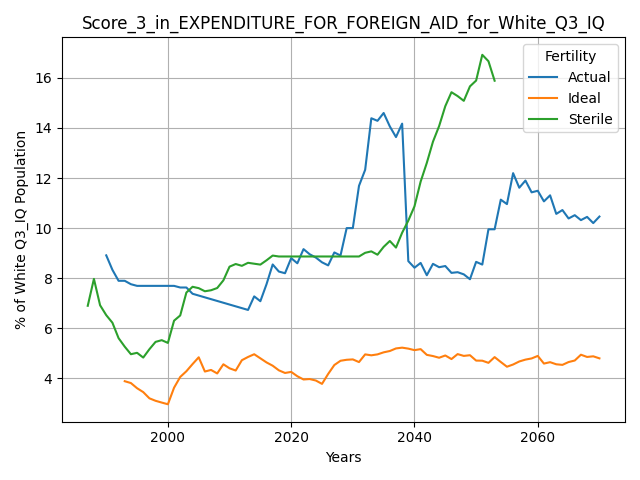 Score_3_in_EXPENDITURE_FOR_FOREIGN_AID_for_White_Q3_IQ
% of White Q3_IQ Population
16
14
12
10
8
6
4
Fertility
Actual
Ideal
Sterile
2000 2020 2040 2060
Years